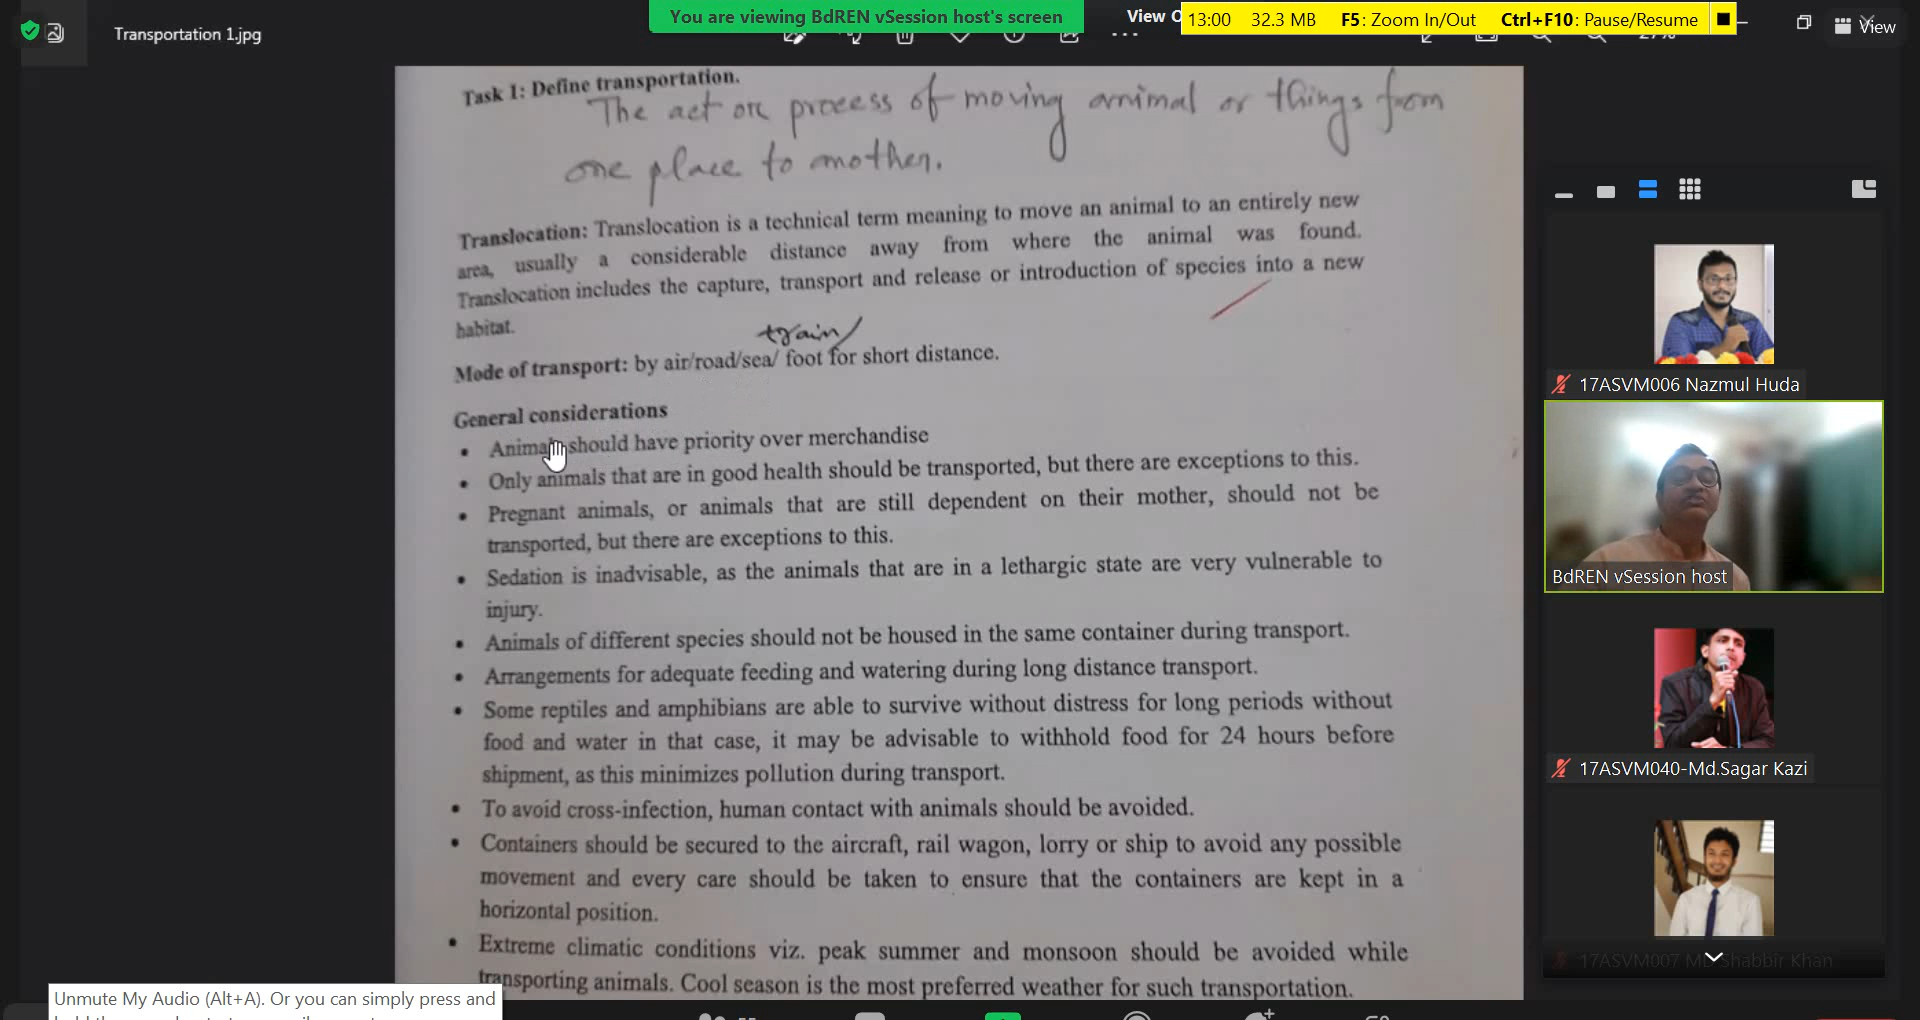 You are viewing BdREN vSession host's screen
View O
13:00 32.3 MB F5: Zoom In/Out Ctrl+F10: Pause/Resume
View
Transportation 1.jpg
Task 1: Define transportation.
The act or process of moving animal or things from
one place to another.
Translocation: Translocation is a technical term meaning to move an animal to an entirely new
area, usually a considerable distance away from where the animal was found.
Translocation includes the capture, transport and release or introduction of species into a new
habitat.
train/
Mode of transport: by air/road/sea/ foot for short distance.
General considerations
• Animals should have priority over merchandise
• Only animals that are in good health should be transported, but there are exceptions to this.
• Pregnant animals, or animals that are still dependent on their mother, should not be
transported, but there are exceptions to this.
• Sedation is inadvisable, as the animals that are in a lethargic state are very vulnerable to
injury.
• Animals of different species should not be housed in the same container during transport.
• Arrangements for adequate feeding and watering during long distance transport.
• Some reptiles and amphibians are able to survive without distress for long periods without
food and water in that case, it may be advisable to withhold food for 24 hours before
shipment, as this minimizes pollution during transport.
• To avoid cross-infection, human contact with animals should be avoided.
• Containers should be secured to the aircraft, rail wagon, lorry or ship to avoid any possible
movement and every care should be taken to ensure that the containers are kept in a
horizontal position.
• Extreme climatic conditions viz. peak summer and monsoon should be avoided while
transporting animals. Cool season is the most preferred weather for such transportation.
17ASVM006 Nazmul Huda
BdREN vSession host
17ASVM040-Md.Sagar Kazi
17ASVM007 MD Shabbir Khan
Unmute My Audio (Alt+A). Or you can simply press and